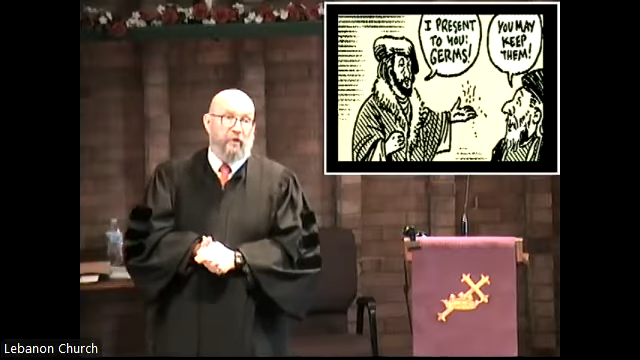 I PRESENT
TO YOU:
GERMS!
YOU MAY
KEEP
THEM!
Lebanon Church